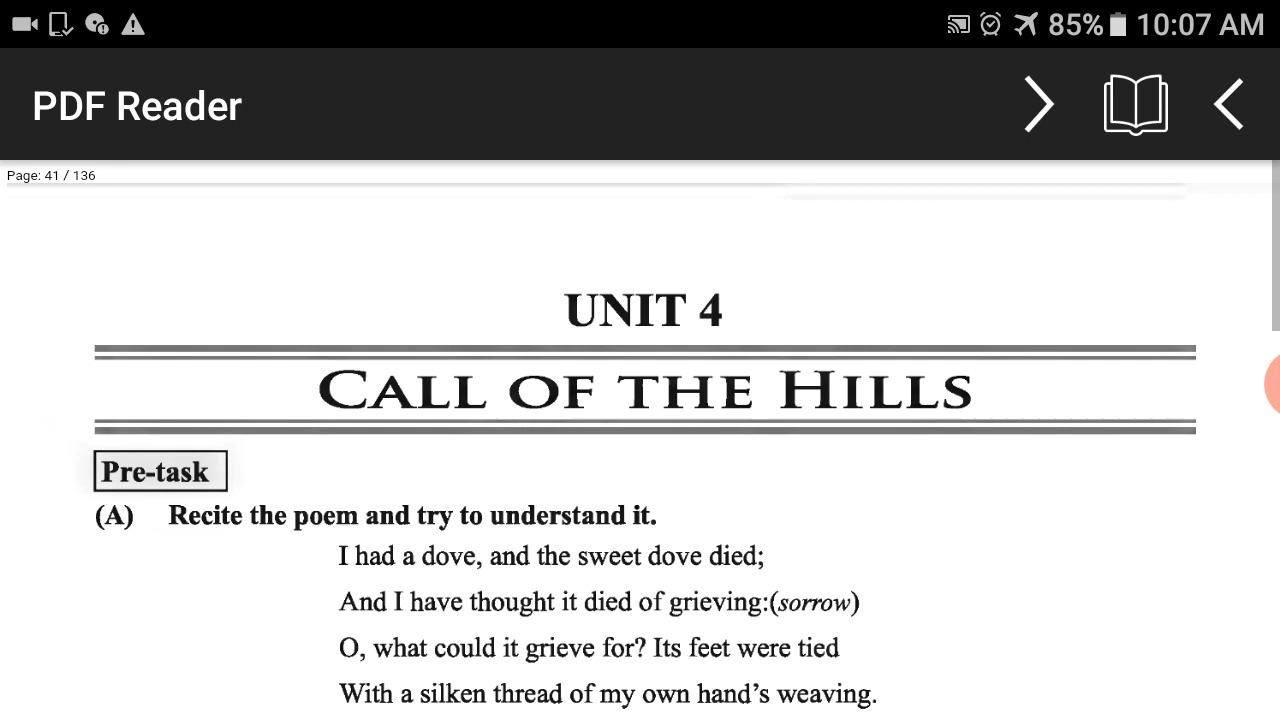 85% 10:07 AM
PDF Reader
Page: 41 / 136
UNIT 4
CALL OF THE HILLS
Pre-task
(A) Recite the poem and try to understand it.
I had a dove, and the sweet dove died;
And I have thought it died of grieving:(sorrow)
O, what could it grieve for? Its feet were tied
With a silken thread of my own hand's weaving.